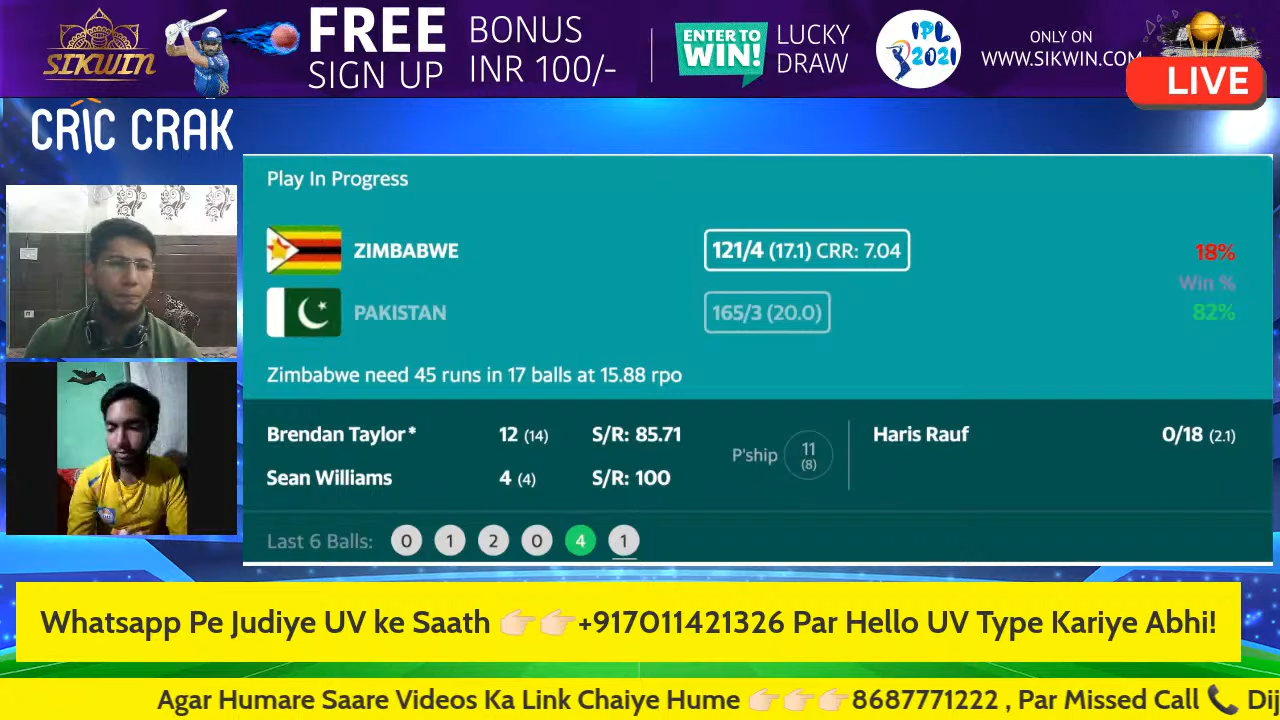 SIKWIN
FREE
SIGN UP
BONUS
INR 100/-
ENTER TO
WIN!
LUCKY
DRAW
IPL
2021
ONLY ON
WWW.SIKWIN.COM
LIVE
CRIC CRAK
Play In Progress
ZIMBABWE 121/4 (17.1) CRR: 7.04 18%
Win %
PAKISTAN 165/3 (20.0) 82%
Zimbabwe need 45 runs in 17 balls at 15.88 rpo
Brendan Taylor* 12 (14) S/R: 85.71
Sean Williams 4 (4) S/R: 100
P'ship 11 (8)
Haris Rauf 0/18 (2.1)
Last 6 Balls: 0 1 2 0 4 1
Whatsapp Pe Judiye UV ke Saath 👉🏻👉🏻+917011421326 Par Hello UV Type Kariye Abhi!
Agar Humare Saare Videos Ka Link Chaiye Hume 👉🏻👉🏻👉🏻8687771222 , Par Missed Call 📞 Dij